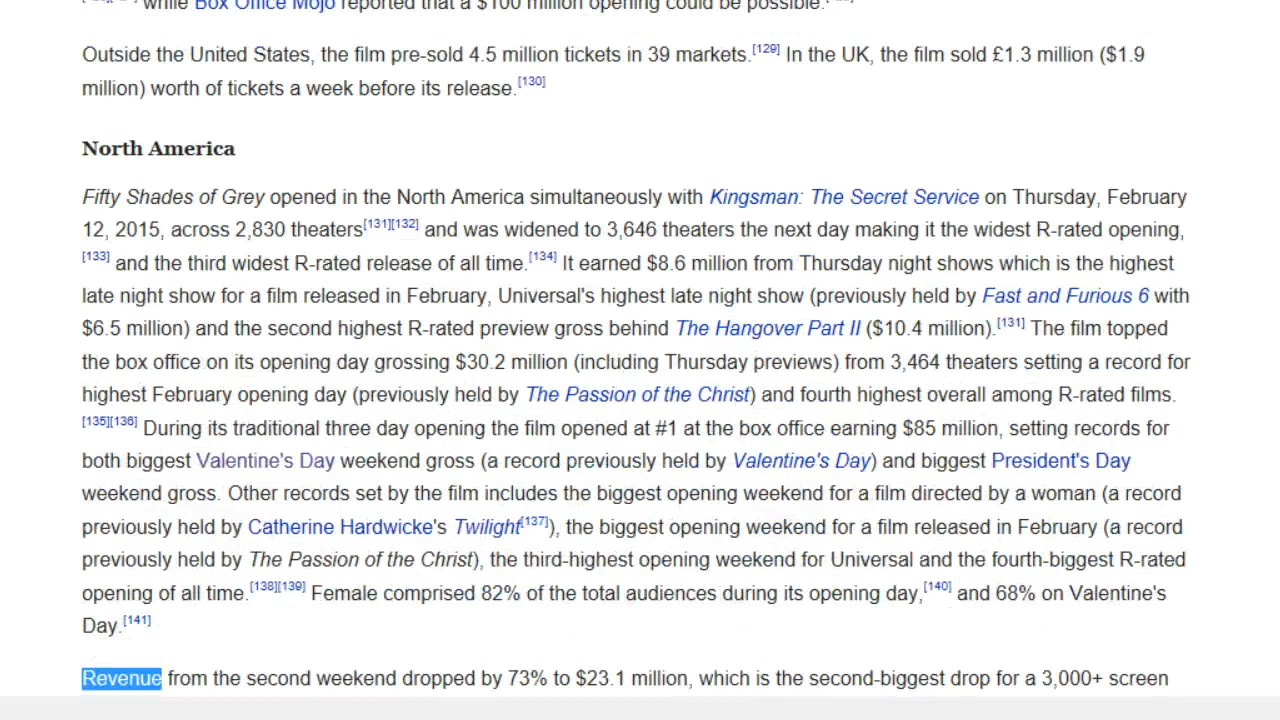 while Box Office Mojo reported that a $100 million opening could be possible.
Outside the United States, the film pre-sold 4.5 million tickets in 39 markets.[129] In the UK, the film sold £1.3 million ($1.9
million) worth of tickets a week before its release.[130]
North America
Fifty Shades of Grey opened in the North America simultaneously with Kingsman: The Secret Service on Thursday, February
12, 2015, across 2,830 theaters[131][132] and was widened to 3,646 theaters the next day making it the widest R-rated opening,
[133] and the third widest R-rated release of all time.[134] It earned $8.6 million from Thursday night shows which is the highest
late night show for a film released in February, Universal's highest late night show (previously held by Fast and Furious 6 with
$6.5 million) and the second highest R-rated preview gross behind The Hangover Part II ($10.4 million).[131] The film topped
the box office on its opening day grossing $30.2 million (including Thursday previews) from 3,464 theaters setting a record for
highest February opening day (previously held by The Passion of the Christ) and fourth highest overall among R-rated films.
[135][136] During its traditional three day opening the film opened at #1 at the box office earning $85 million, setting records for
both biggest Valentine's Day weekend gross (a record previously held by Valentine's Day) and biggest President's Day
weekend gross. Other records set by the film includes the biggest opening weekend for a film directed by a woman (a record
previously held by Catherine Hardwicke's Twilight[137]), the biggest opening weekend for a film released in February (a record
previously held by The Passion of the Christ), the third-highest opening weekend for Universal and the fourth-biggest R-rated
opening of all time.[138][139] Female comprised 82% of the total audiences during its opening day,[140] and 68% on Valentine's
Day.[141]
Revenue from the second weekend dropped by 73% to $23.1 million, which is the second-biggest drop for a 3,000+ screen